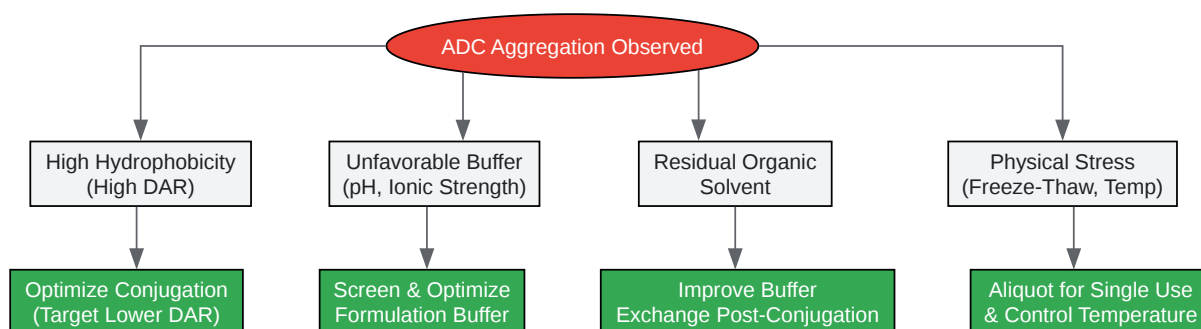 ADC Aggregation Observed
High Hydrophobicity
(High DAR)
Unfavorable Buffer
(pH, Ionic Strength)
Residual Organic
Solvent
Physical Stress
(Freeze-Thaw, Temp)
Optimize Conjugation
(Target Lower DAR)
Screen & Optimize
Formulation Buffer
Improve Buffer
Exchange Post-Conjugation
Aliquot for Single Use
& Control Temperature